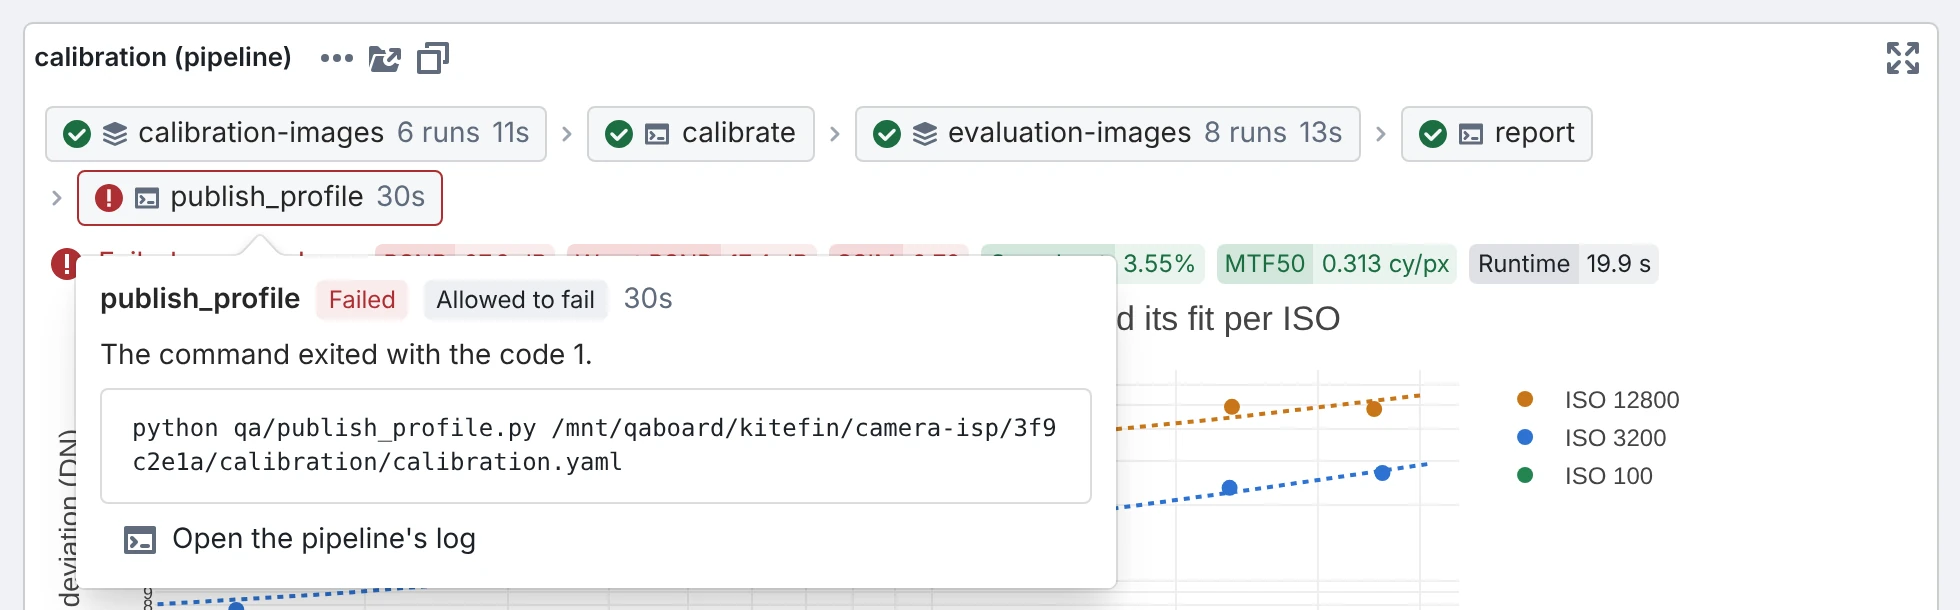 calibration (pipeline)
calibration-images 6 runs 11s
calibrate
evaluation-images 8 runs 13s
report
publish_profile 30s
3.55%
MTF50 0.313 cy/px
Runtime 19.9 s
publish_profile Failed Allowed to fail 30s
d its fit per ISO
The command exited with the code 1.
python qa/publish_profile.py /mnt/qaboard/kitefin/camera-isp/3f9
c2e1a/calibration/calibration.yaml
Open the pipeline's log
ISO 12800
ISO 3200
ISO 100
deviation (DN)